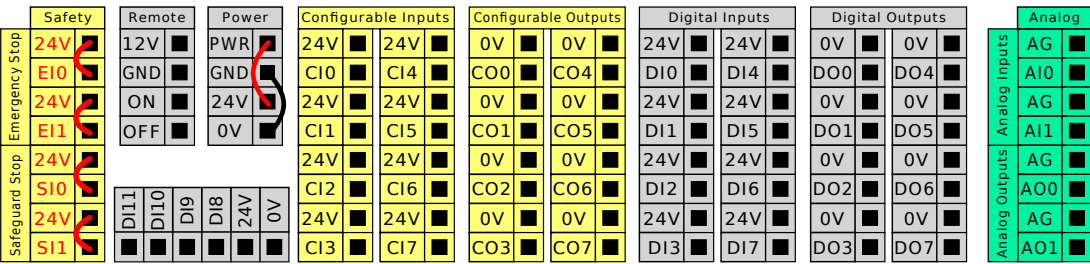 Safety
Emergency Stop
24V
EI0
24V
EI1
Safeguard Stop
24V
SI0
24V
SI1
Remote
12V
GND
ON
OFF
Power
PWR
GND
24V
0V
DI11
DI10
DI9
DI8
24V
0V
Configurable Inputs
24V 24V
CI0 CI4
24V 24V
CI1 CI5
24V 24V
CI2 CI6
24V 24V
CI3 CI7
Configurable Outputs
0V 0V
CO0 CO4
0V 0V
CO1 CO5
0V 0V
CO2 CO6
0V 0V
CO3 CO7
Digital Inputs
24V 24V
DI0 DI4
24V 24V
DI1 DI5
24V 24V
DI2 DI6
24V 24V
DI3 DI7
Digital Outputs
0V 0V
DO0 DO4
0V 0V
DO1 DO5
0V 0V
DO2 DO6
0V 0V
DO3 DO7
Analog
Analog Inputs
AG
AI0
AG
AI1
Analog Outputs
AG
AO0
AG
AO1